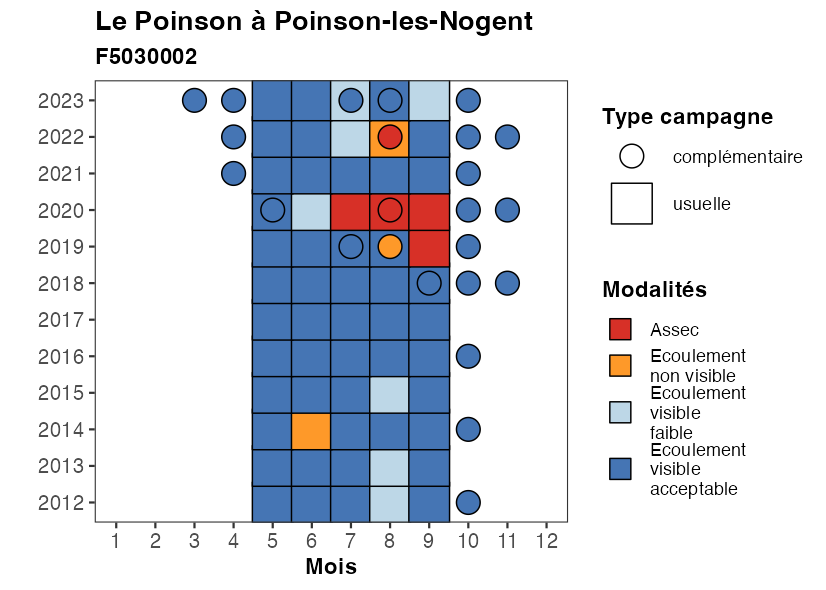 Le Poinson à Poinson-les-Nogent
F5030002
2023
2022
2021
2020
2019
2018
2017
2016
2015
2014
2013
2012
1 2 3 4 5 6 7 8 9 10 11 12
Mois
Type campagne
complémentaire
usuelle
Modalités
Assec
Ecoulement
non visible
Ecoulement
visible
faible
Ecoulement
visible
acceptable